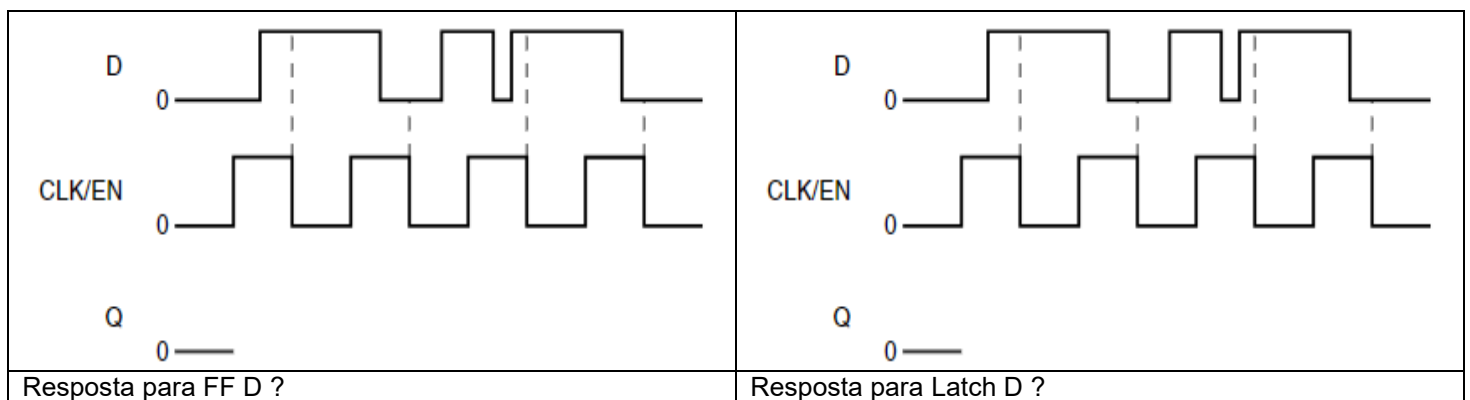 D
0
CLK/EN
0
Q
0
Resposta para FF D ?
D
0
CLK/EN
0
Q
0
Resposta para Latch D ?